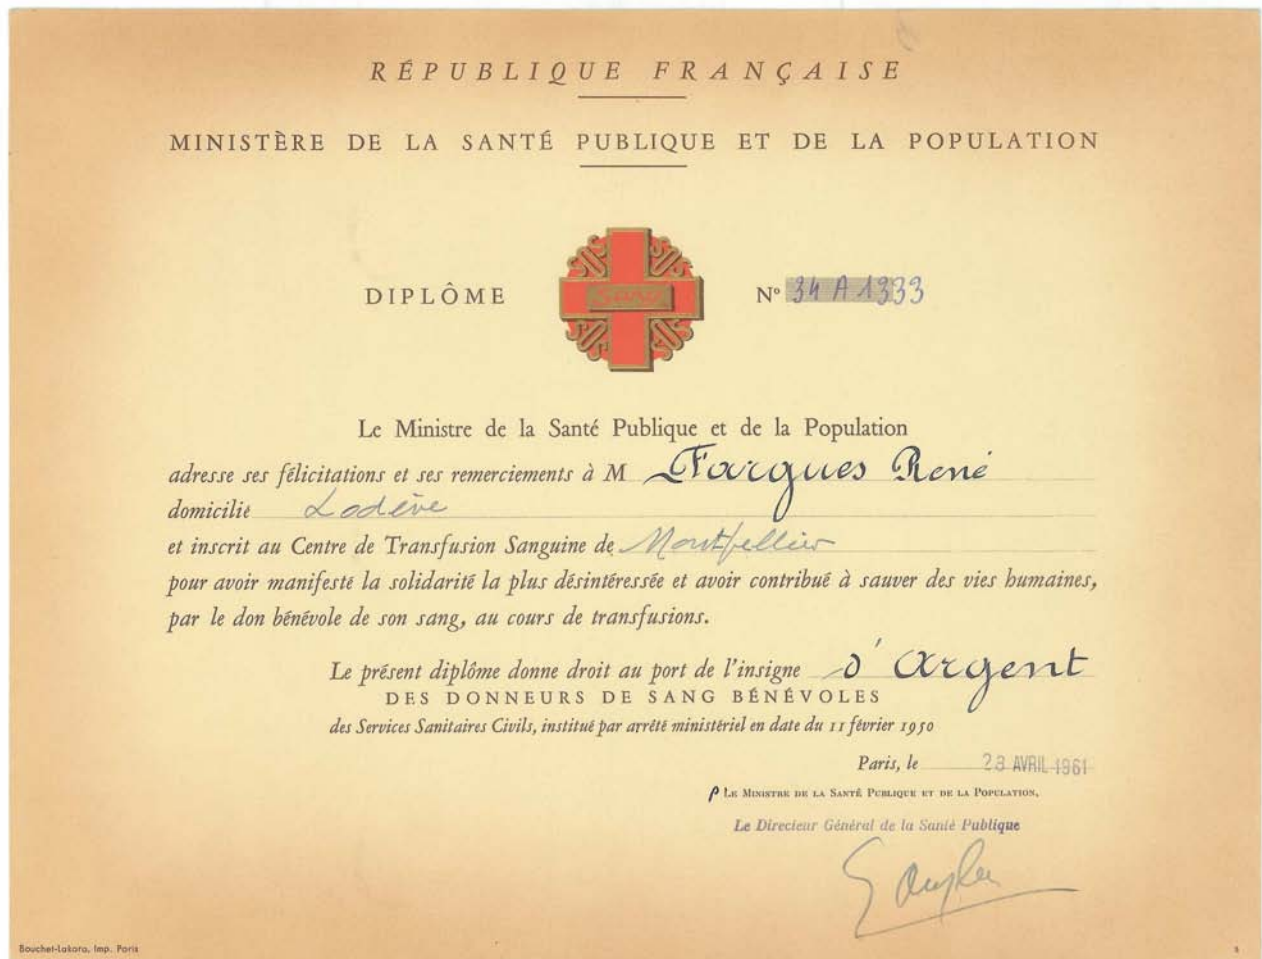 RÉPUBLIQUE FRANÇAISE
MINISTÈRE DE LA SANTÉ PUBLIQUE ET DE LA POPULATION
SOS SOS
DIPLÔME Sang N° 34 A 1333
SOS SOS
Le Ministre de la Santé Publique et de la Population
adresse ses félicitations et ses remerciements à M Fargues René
domicilié Lodève
et inscrit au Centre de Transfusion Sanguine de Montpellier
pour avoir manifesté la solidarité la plus désintéressée et avoir contribué à sauver des vies humaines,
par le don bénévole de son sang, au cours de transfusions.
Le présent diplôme donne droit au port de l'insigne d'Argent
DES DONNEURS DE SANG BÉNÉVOLES
des Services Sanitaires Civils, institué par arrêté ministériel en date du 11 février 1950
Paris, le 28 AVRIL 1961
P LE MINISTRE DE LA SANTÉ PUBLIQUE ET DE LA POPULATION,
Le Directeur Général de la Santé Publique
Bouchet-Lakara, Imp. Paris